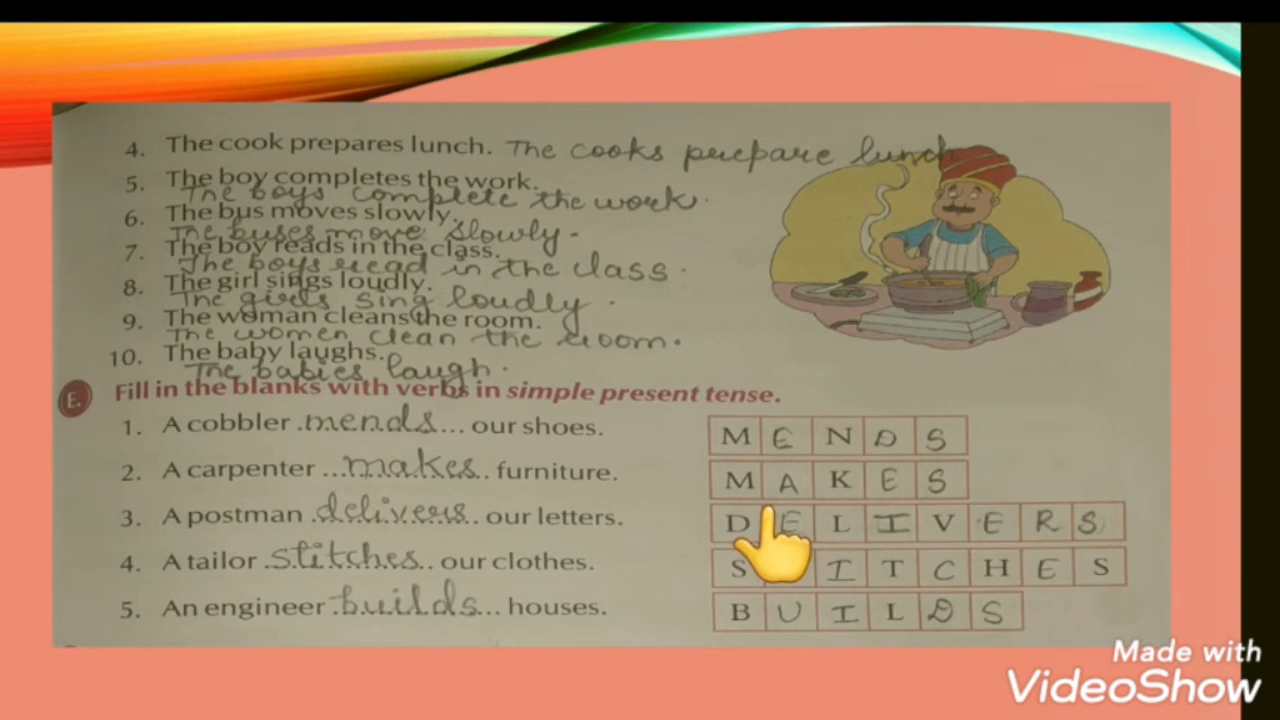 4. The cook prepares lunch. The cooks prepare lunch
5. The boy completes the work.
The boys complete the work.
6. The bus moves slowly.
The buses move slowly.
7. The boy reads in the class.
The boys read in the class.
8. The girl sings loudly.
The girls sing loudly.
9. The woman cleans the room.
The women clean the room.
10. The baby laughs.
The babies laugh.
E. Fill in the blanks with verbs in simple present tense.
1. A cobbler .mends... our shoes. M E N D S
2. A carpenter ...makes.. furniture. M A K E S
3. A postman .delivers.. our letters. D E L I V E R S
4. A tailor .stitches.. our clothes. S I T C H E S
5. An engineer .builds... houses. B U I L D S
Made with
VideoShow